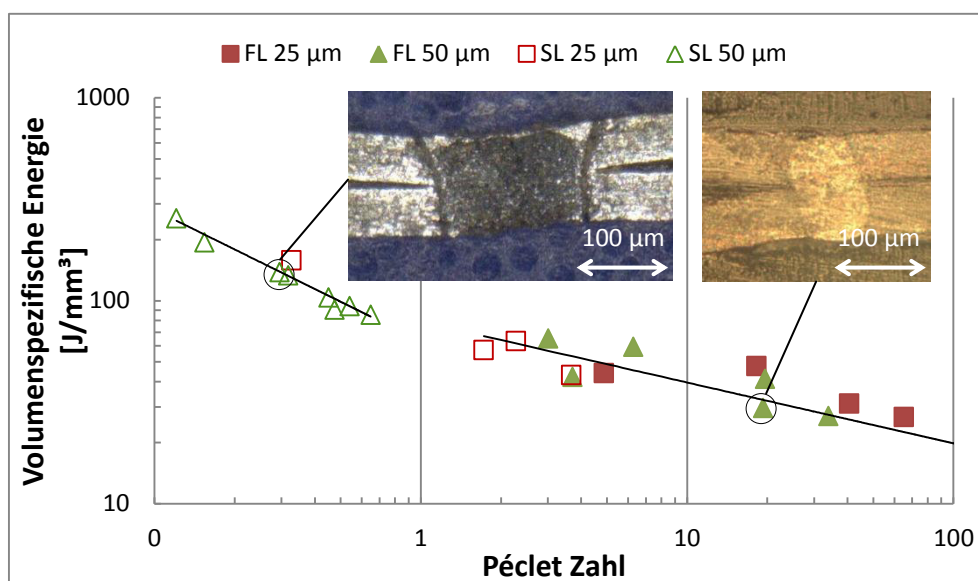 FL 25 µm FL 50 µm SL 25 µm SL 50 µm
1000
100
10
Volumenspezifische Energie
[J/mm³]
100 µm
100 µm
0 1 10 100
Péclet Zahl